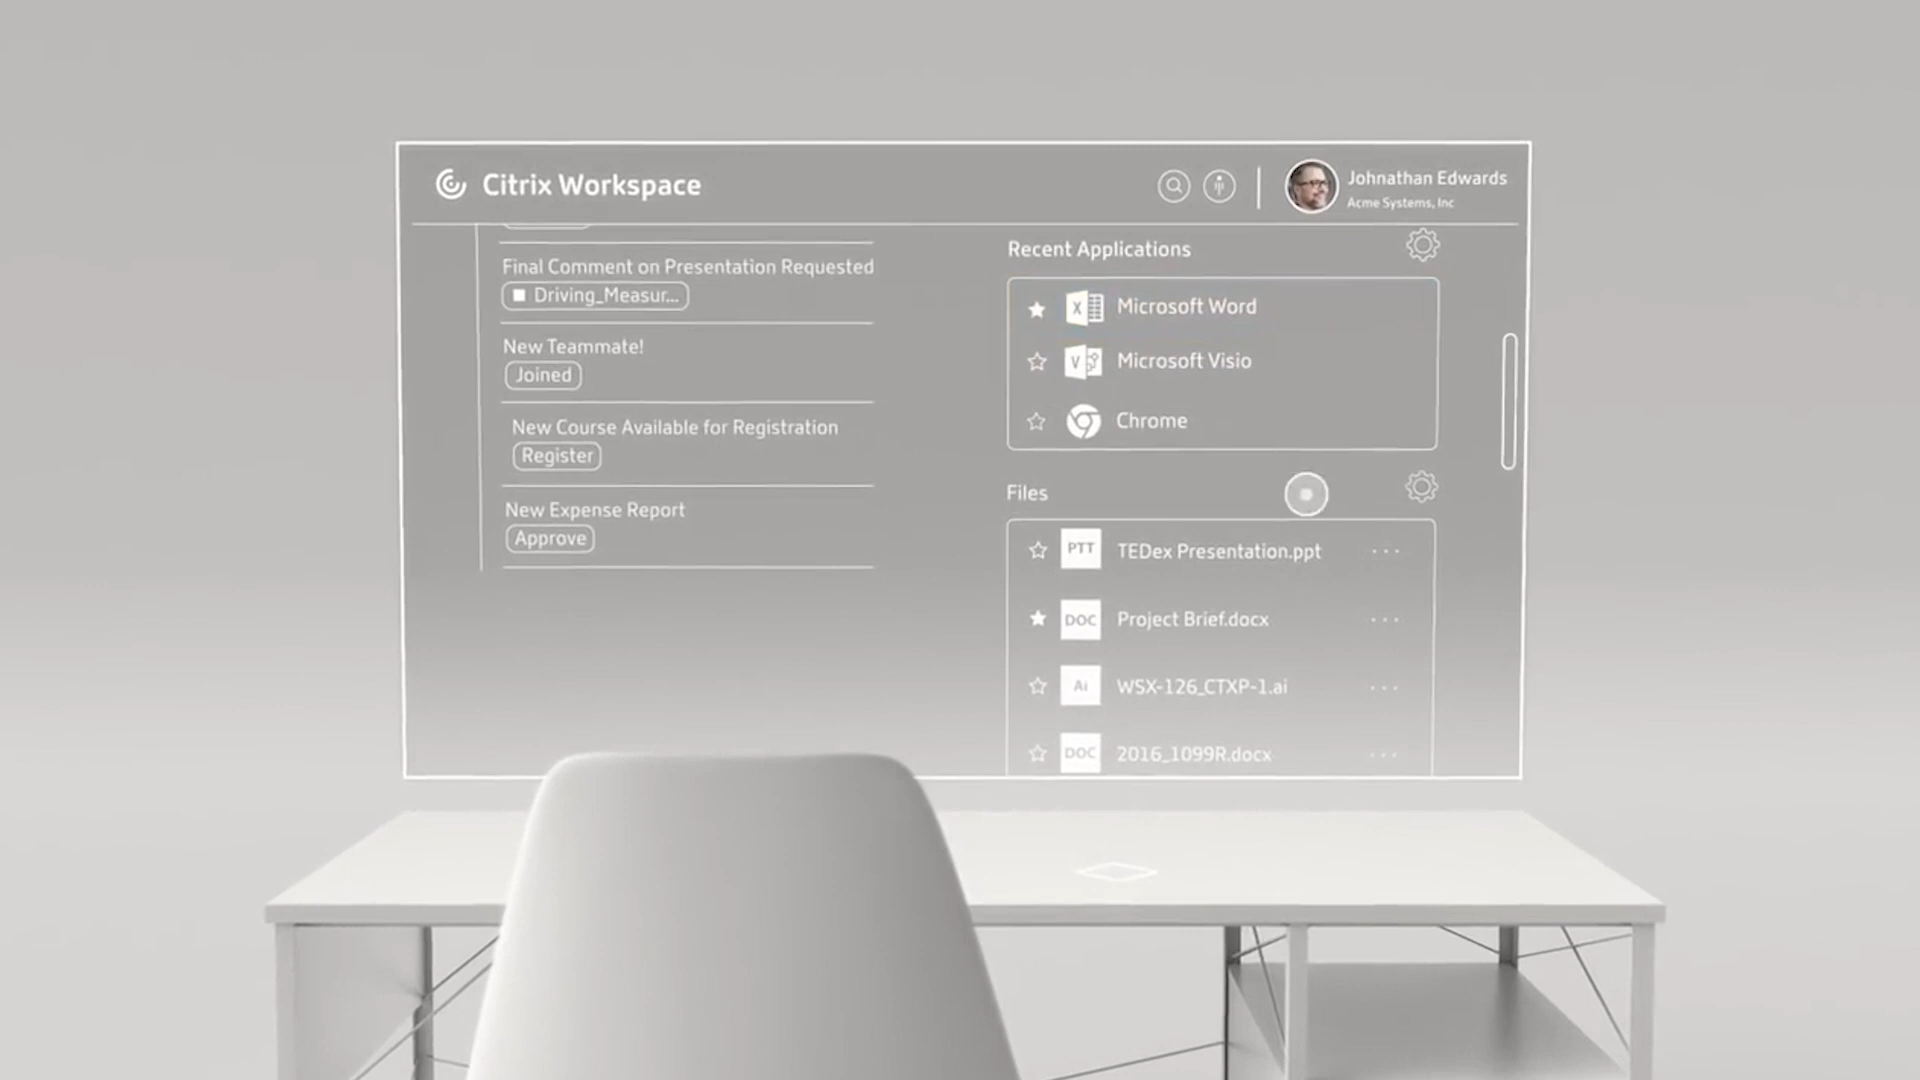 Citrix Workspace
Johnathan Edwards
Acme Systems, Inc
Final Comment on Presentation Requested
Driving_Measur...
New Teammate!
Joined
New Course Available for Registration
Register
New Expense Report
Approve
Recent Applications
X Microsoft Word
V Microsoft Visio
Chrome
Files
PTT TEDex Presentation.ppt ...
DOC Project Brief.docx ...
Ai WSX-126_CTXP-1.ai ...
DOC 2016_1099R.docx ...